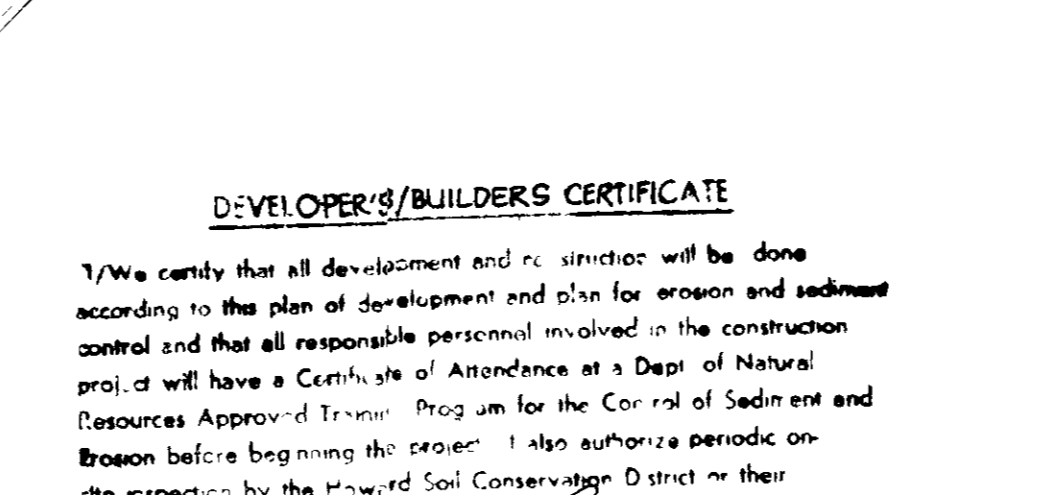 DEVELOPER'S/BUILDERS CERTIFICATE
I/We certify that all development and will be done
according to this plan of development and plan for erosion and sediment
control and that all responsible personnel involved in the construction
project will have a Certificate of Attendance at a Dept of Natural
Resources Approved Training Program for the Control of Sediment and
Erosion before beginning the project I also authorize periodic on-
site inspection by the Howard Soil Conservation District or their